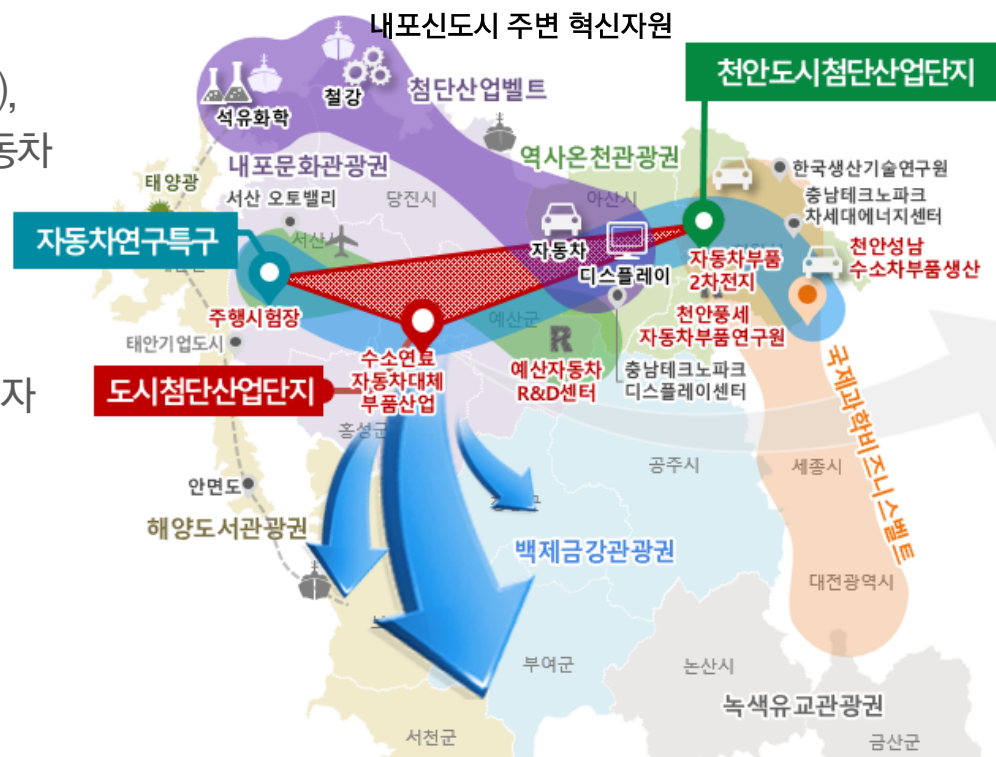 내포신도시 주변 혁신자원
),
동차
자
천안도시첨단산업단지
철강
석유화학
첨단산업벨트
내포문화관광권
역사온천관광권
한국생산기술연구원
태양광
서산 오토밸리
당진시
아산시
충남테크노파크
차세대에너지센터
자동차연구특구
서산시
자동차
디스플레이
자동차부품
2차전지
천안성남
수소차부품생산
주행시험장
예산군
천안풍세
자동차부품연구원
태안기업도시
수소연료
자동차대체
부품산업
예산자동차
R&D센터
충남테크노파크
디스플레이센터
도시첨단산업단지
홍성군
국제과학비즈니스벨트
공주시
세종시
안면도
해양도서관광권
백제금강관광권
대전광역시
부여군
논산시
녹색유교관광권
서천군
금산군